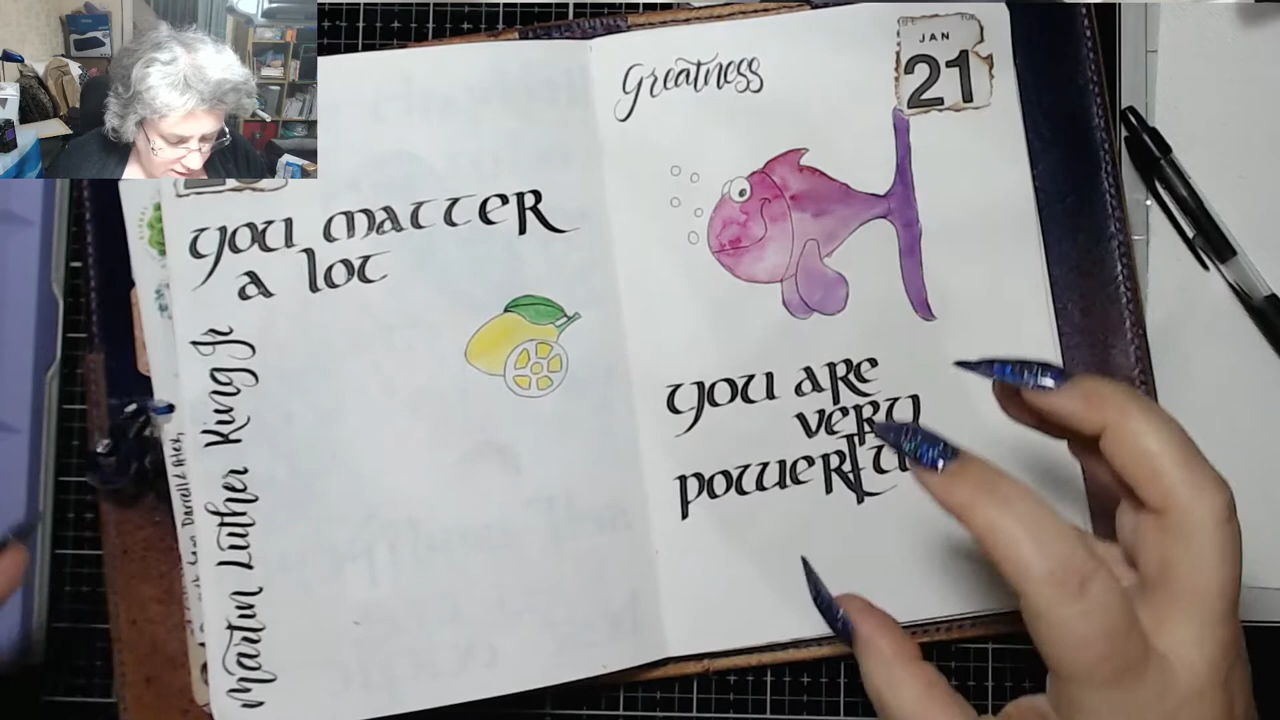 you matter
a lot
Martin Luther King Jr
Greatness
JAN
21
you are
very
powerful